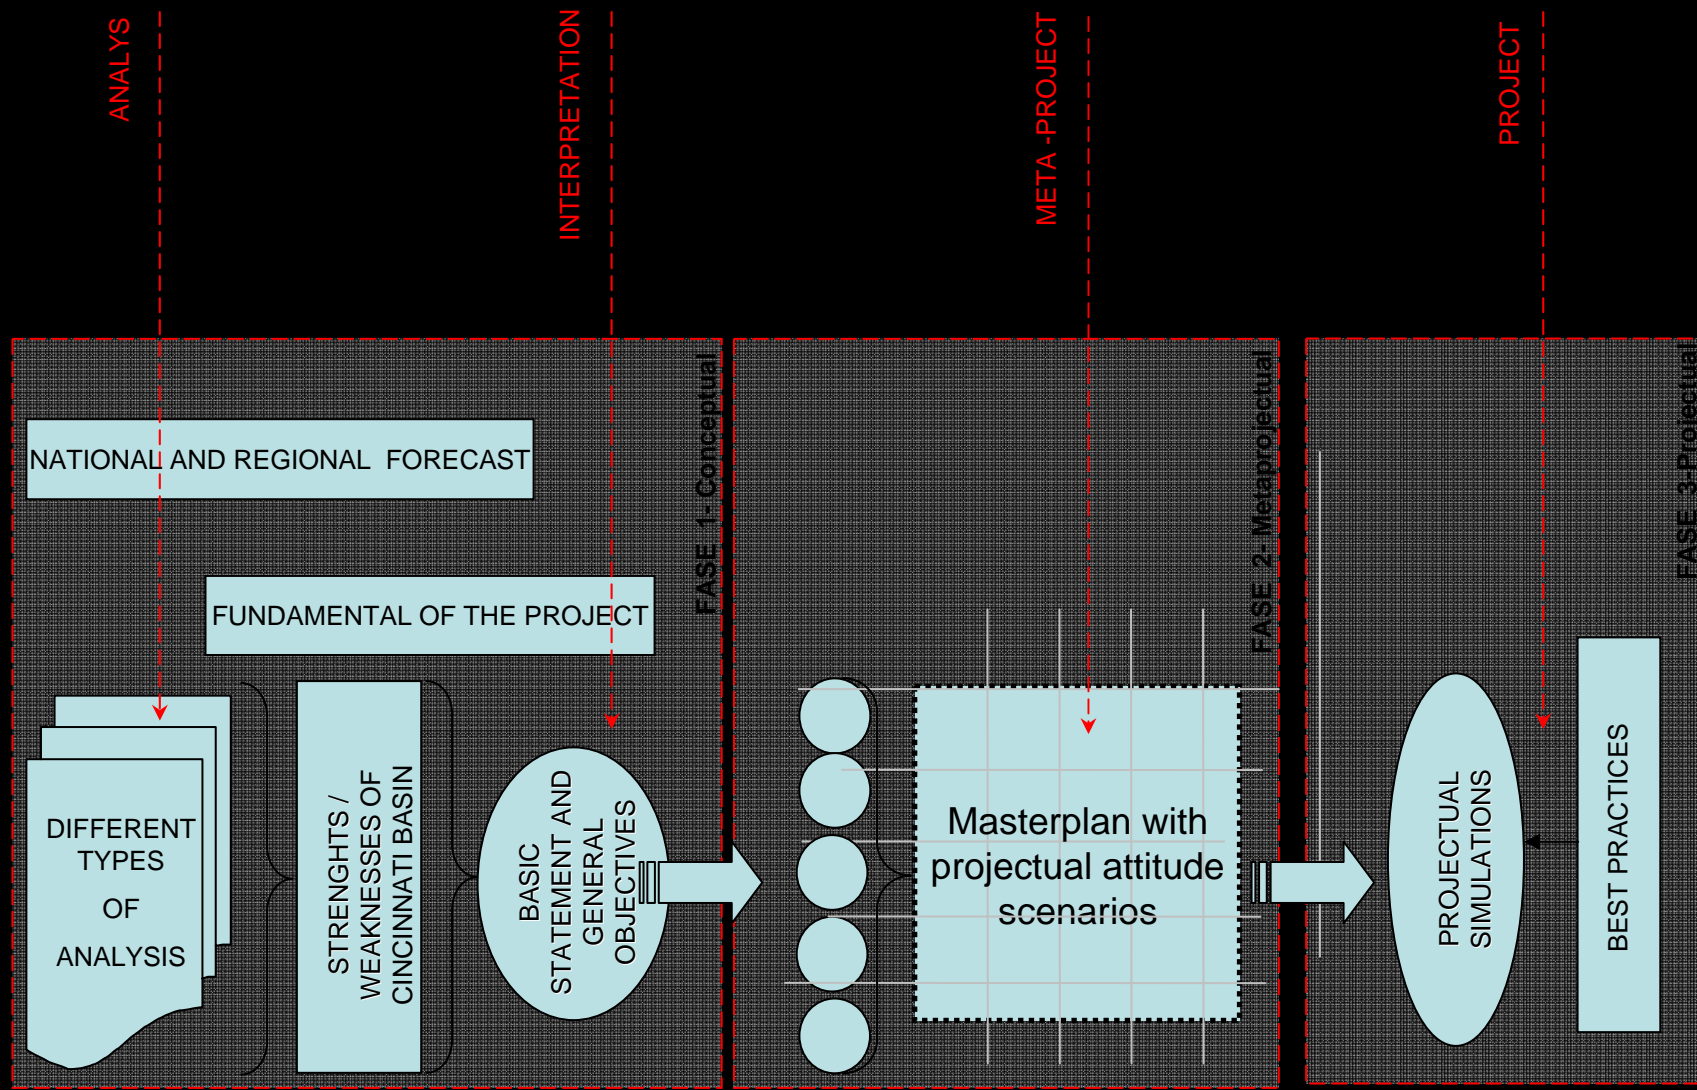 ANALYS
INTERPRETATION
META -PROJECT
PROJECT
NATIONAL AND REGIONAL  FORECAST
FUNDAMENTAL OF THE PROJECT
FASE  1- Conceptual
DIFFERENT
TYPES
OF
ANALYSIS
STRENGHTS /
WEAKNESSES OF
CINCINNATI BASIN
BASIC
STATEMENT AND
GENERAL
OBJECTIVES
FASE  2- Metaprojectual
Masterplan with
projectual attitude
scenarios
FASE  3-Projectual
PROJECTUAL
SIMULATIONS
BEST PRACTICES